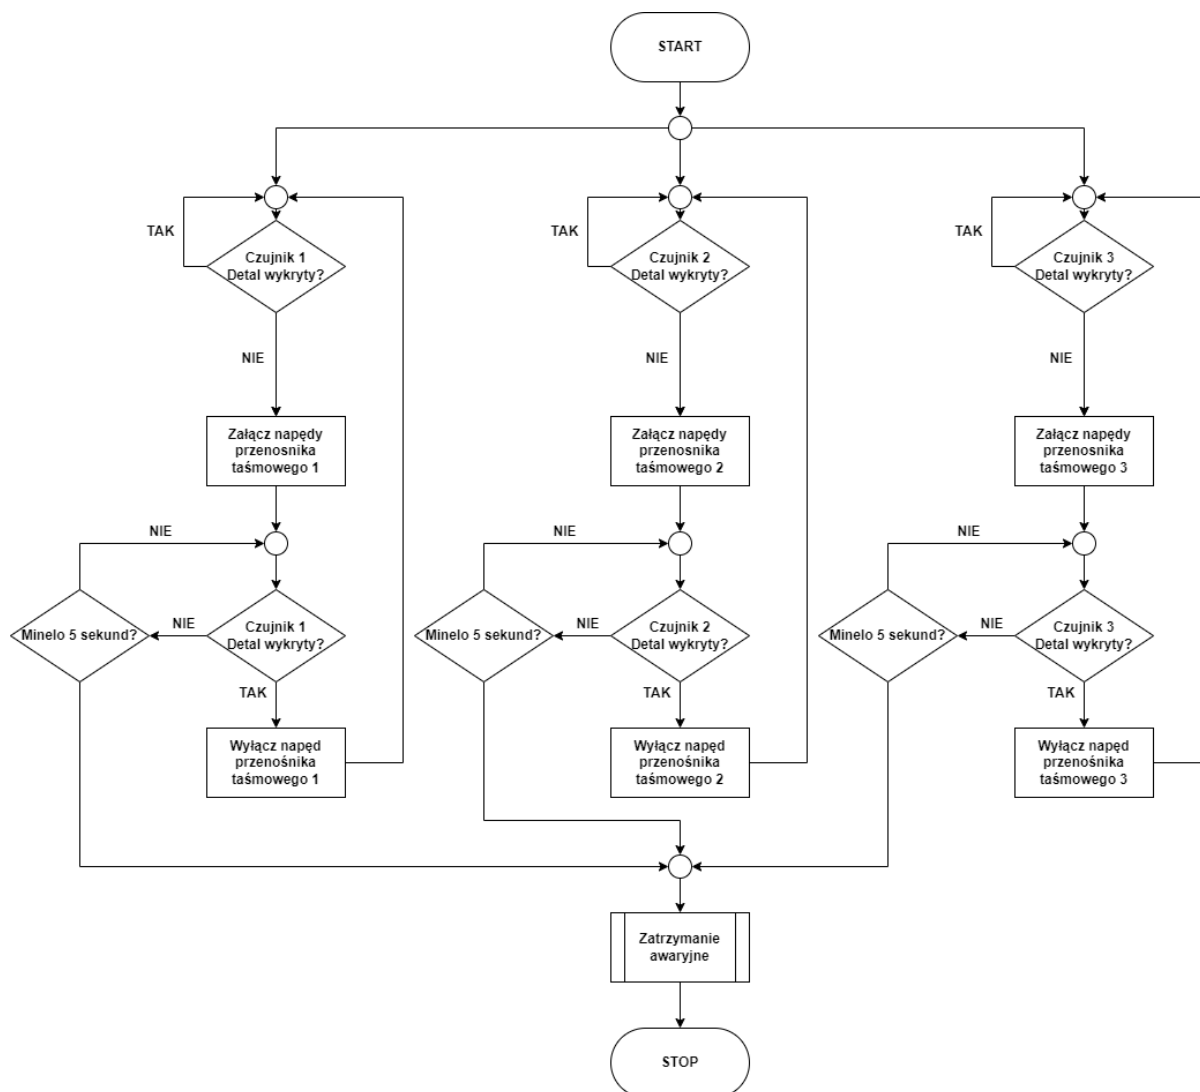 START
TAK
Czujnik 1
Detal wykryty?
TAK
Czujnik 2
Detal wykryty?
TAK
Czujnik 3
Detal wykryty?
NIE
NIE
NIE
Załącz napędy
przenosnika
taśmowego 1
Załącz napędy
przenosnika
taśmowego 2
Załącz napędy
przenosnika
taśmowego 3
NIE
NIE
NIE
Minelo 5 sekund?
NIE
Czujnik 1
Detal wykryty?
Minelo 5 sekund?
NIE
Czujnik 2
Detal wykryty?
Minelo 5 sekund?
NIE
Czujnik 3
Detal wykryty?
TAK
TAK
TAK
Wyłącz napęd
przenośnika
taśmowego 1
Wyłącz napęd
przenośnika
taśmowego 2
Wyłącz napęd
przenośnika
taśmowego 3
Zatrzymanie
awaryjne
STOP